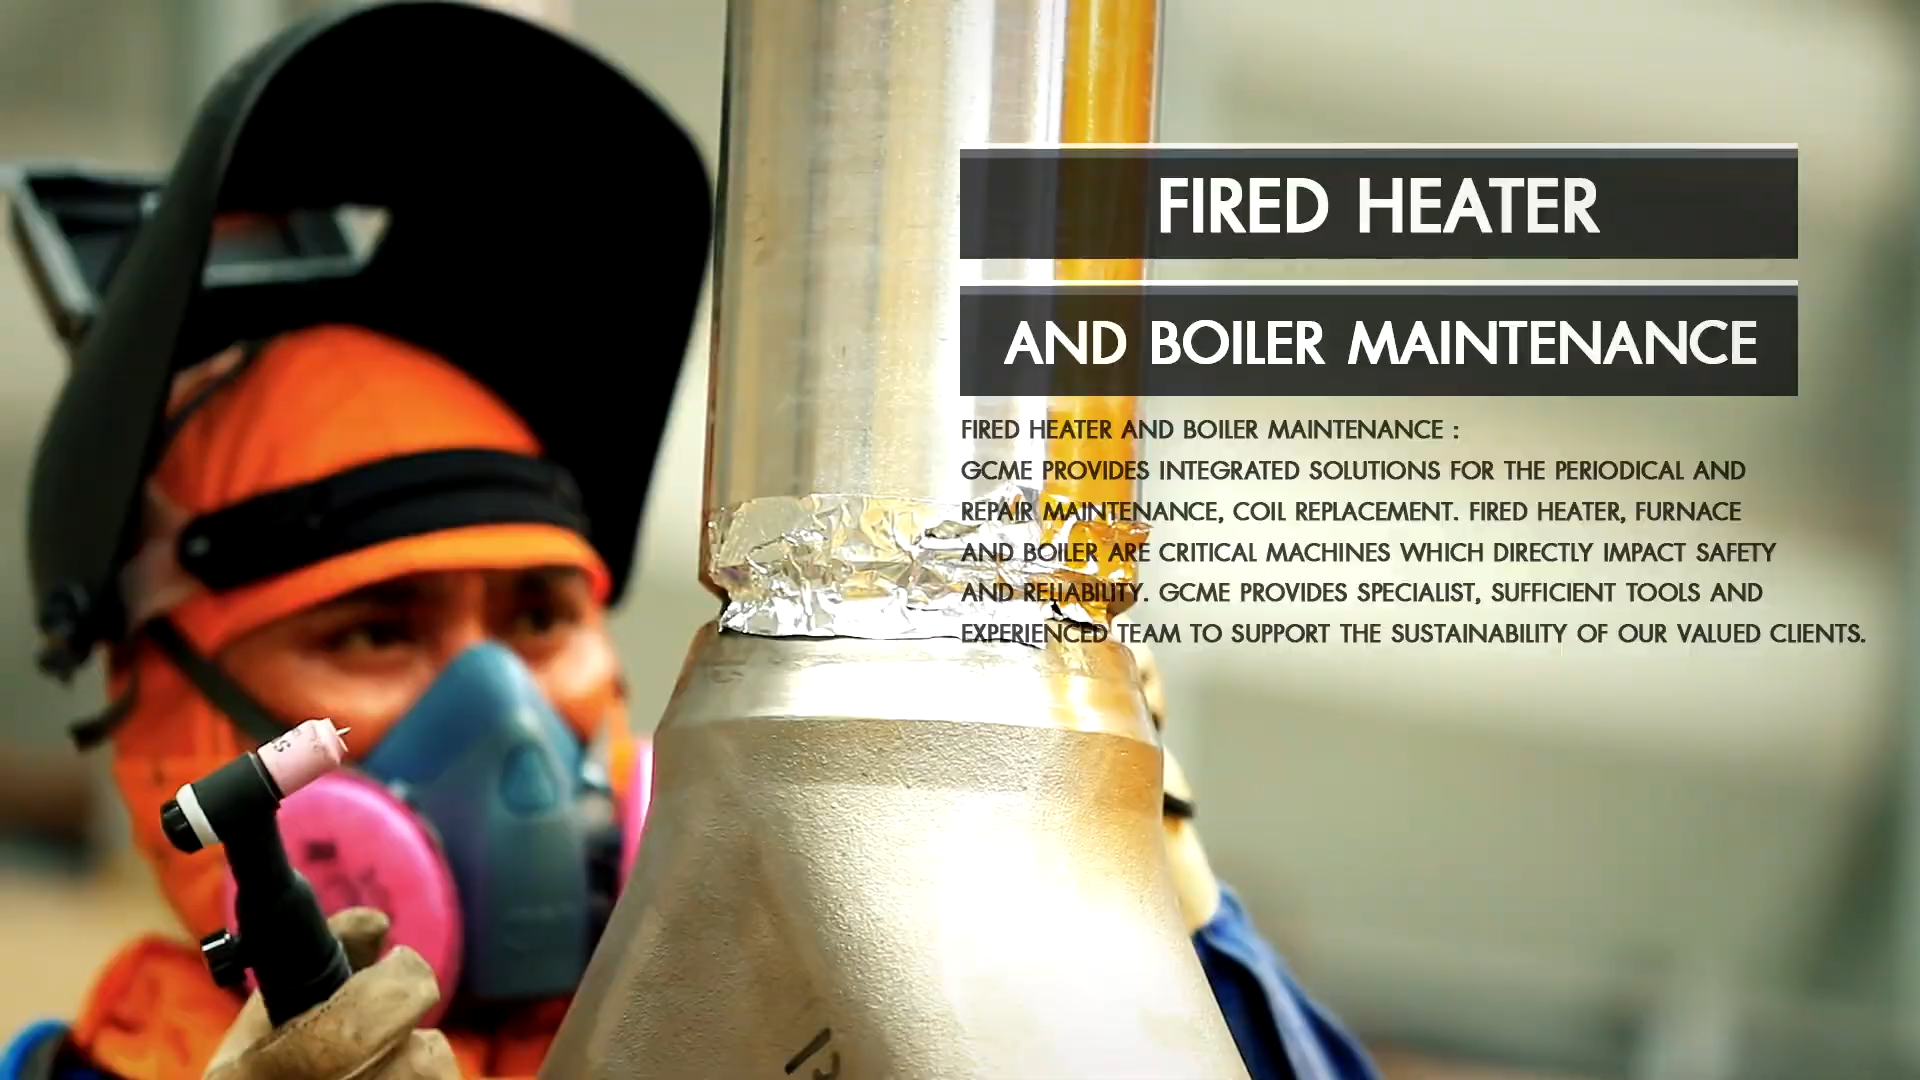 FIRED HEATER
AND BOILER MAINTENANCE
FIRED HEATER AND BOILER MAINTENANCE :
GCME PROVIDES INTEGRATED SOLUTIONS FOR THE PERIODICAL AND
REPAIR MAINTENANCE, COIL REPLACEMENT. FIRED HEATER, FURNACE
AND BOILER ARE CRITICAL MACHINES WHICH DIRECTLY IMPACT SAFETY
AND RELIABILITY. GCME PROVIDES SPECIALIST, SUFFICIENT TOOLS AND
EXPERIENCED TEAM TO SUPPORT THE SUSTAINABILITY OF OUR VALUED CLIENTS.